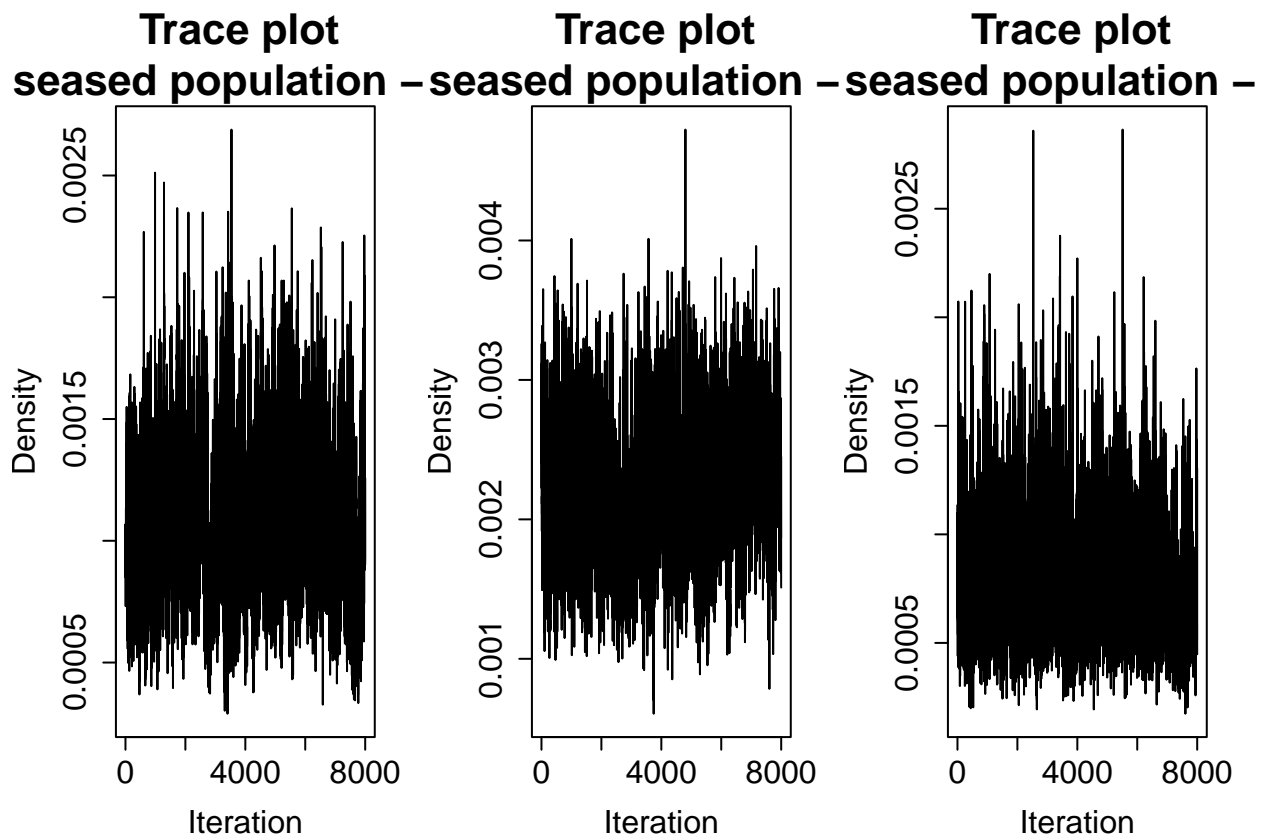 Trace plot
seased population –
Density
0.0005
0.0015
0.0025
0
4000
8000
Iteration
Trace plot
seased population –
Density
0.001
0.002
0.003
0.004
0
4000
8000
Iteration
Trace plot
seased population –
Density
0.0005
0.0015
0.0025
0
4000
8000
Iteration